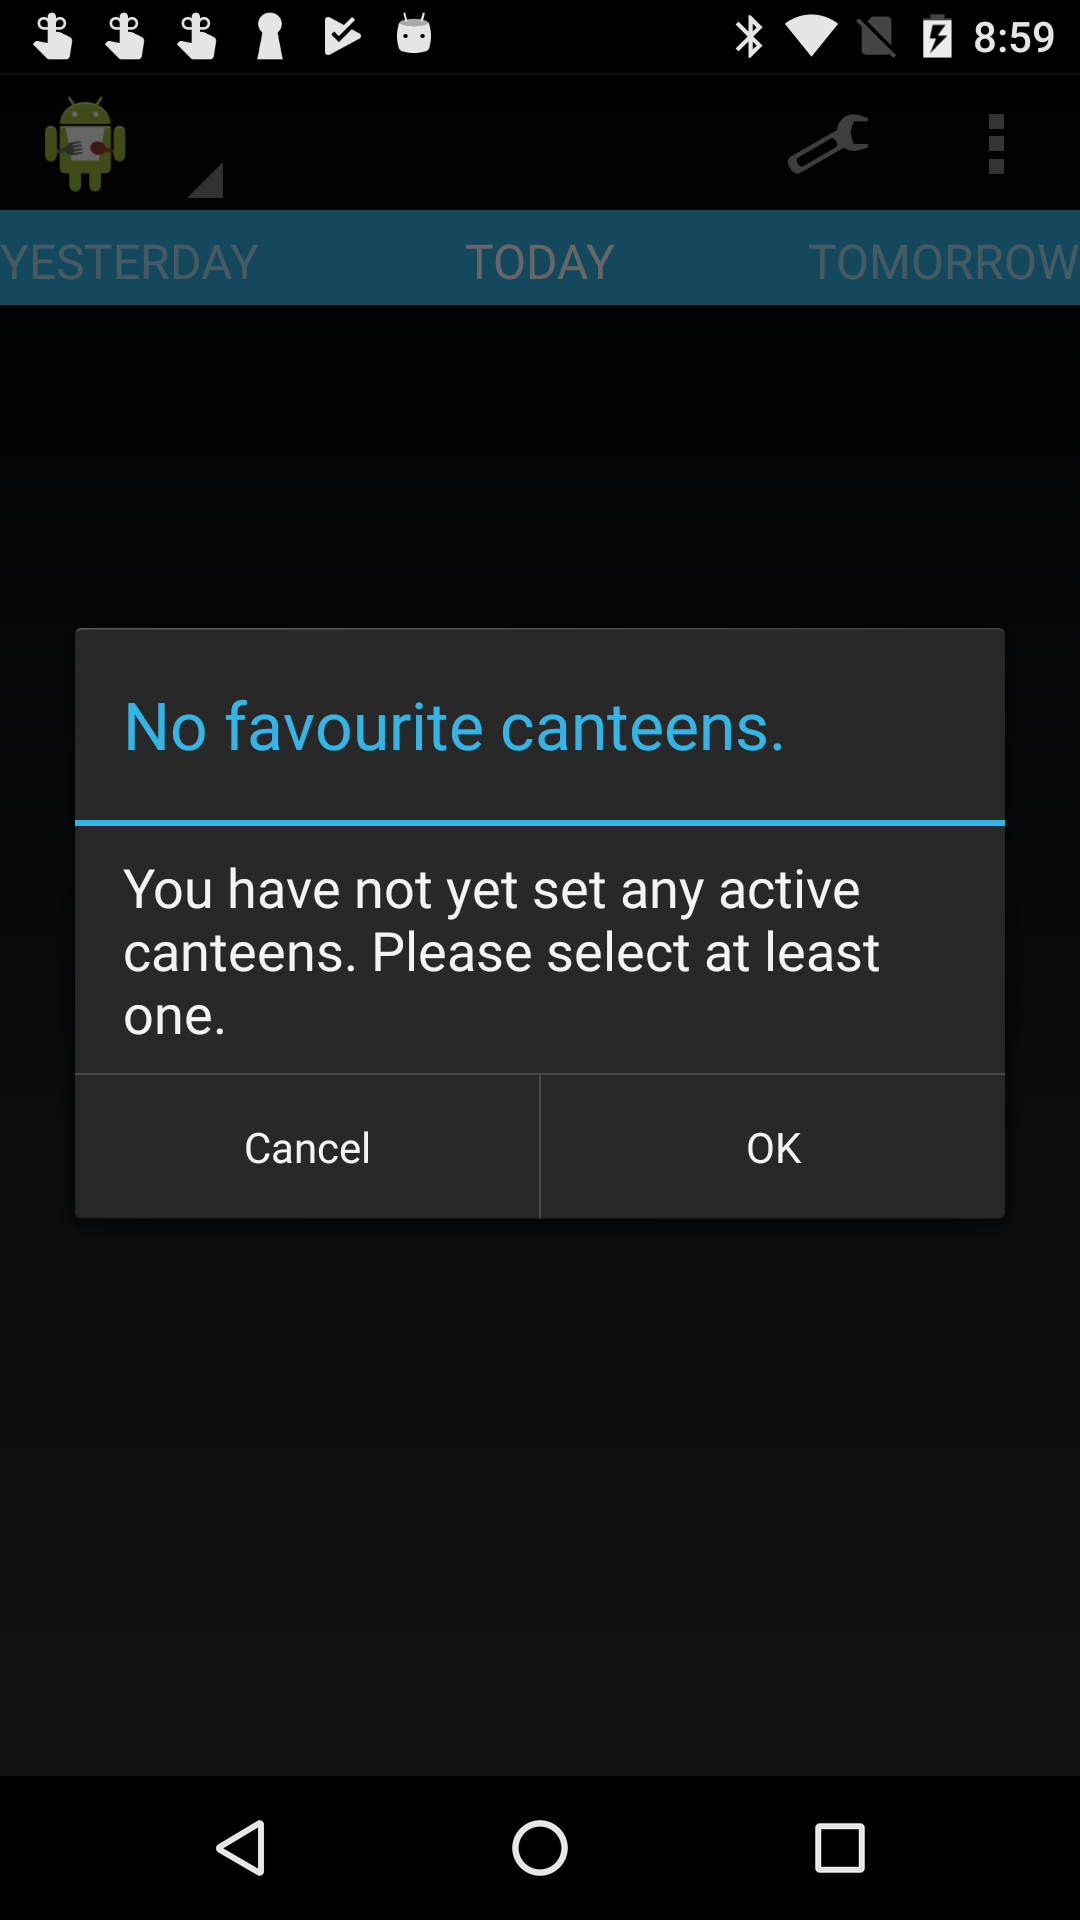 8:59
YESTERDAY TODAY TOMORROW
No favourite canteens.
You have not yet set any active
canteens. Please select at least
one.
Cancel OK